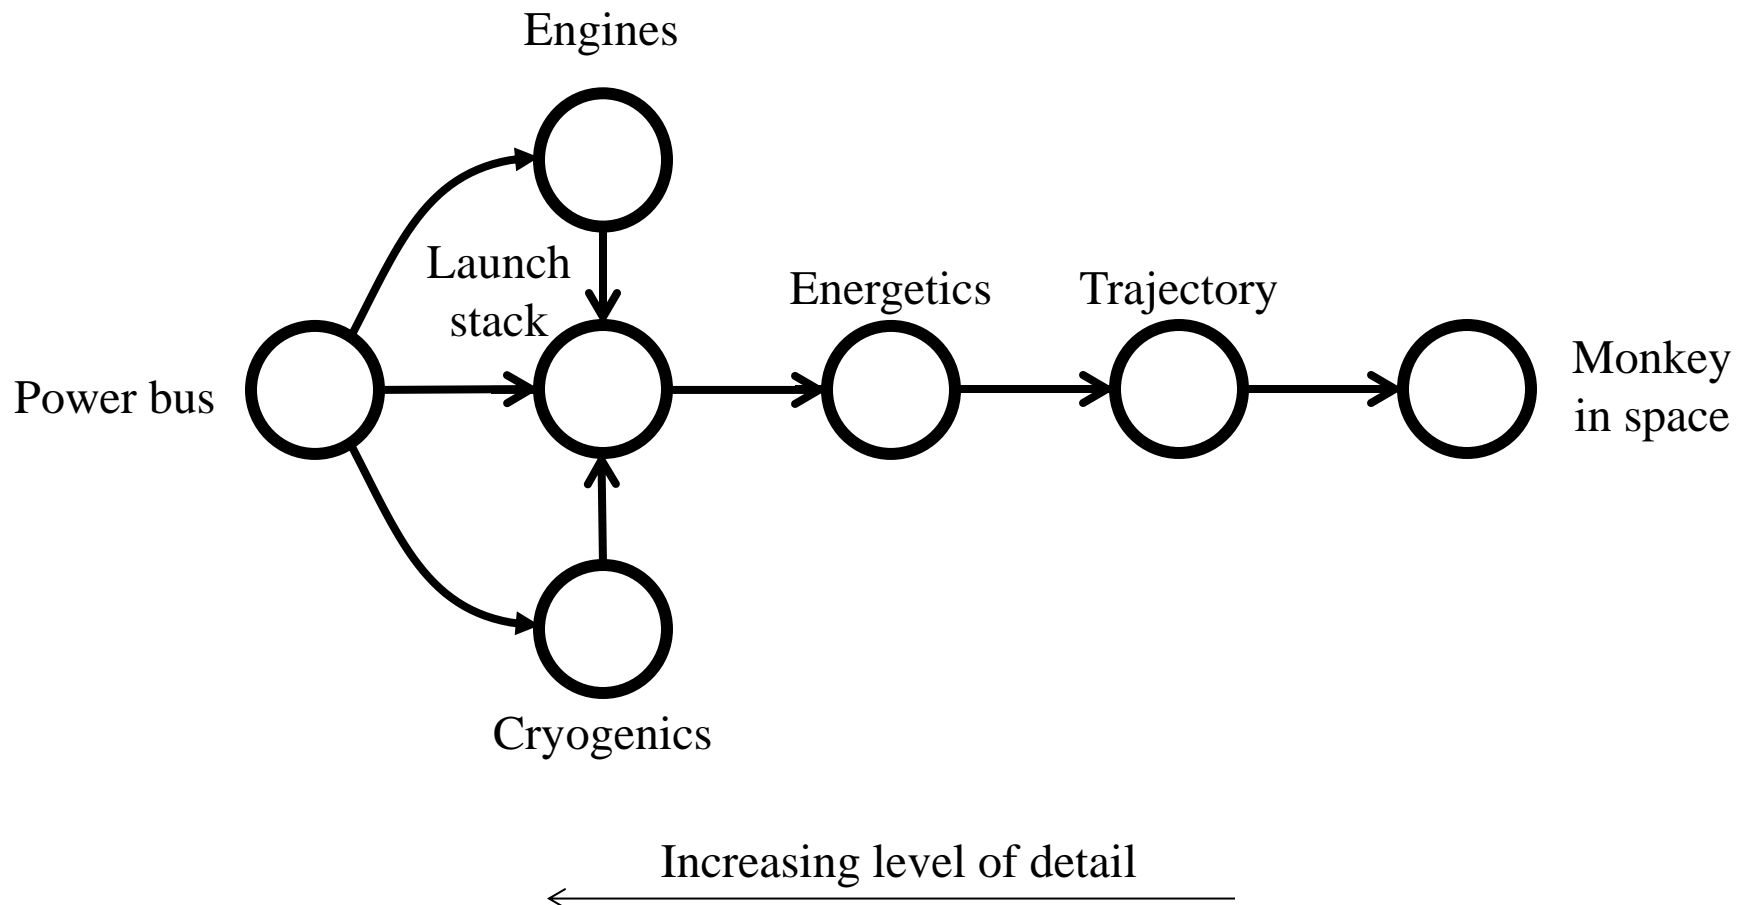 Engines
Launch
stack
Energetics
Trajectory
Monkey
in space
Power bus
Cryogenics
Increasing level of detail